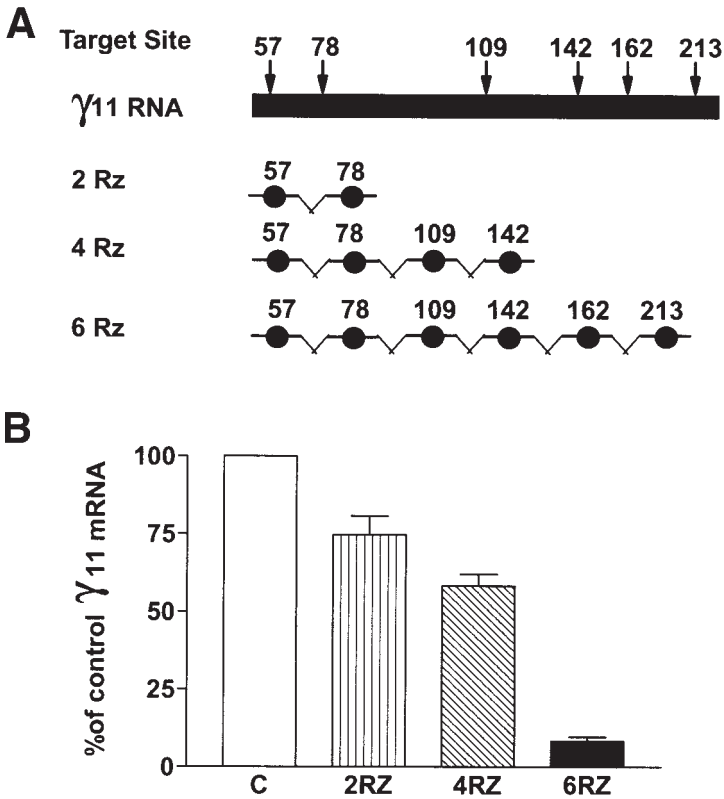 A
Target Site
57 78 109 142 162 213
γ11 RNA
2 Rz
57 78
4 Rz
57 78 109 142
6 Rz
57 78 109 142 162 213
B
%of control γ11 mRNA
100
75
50
25
0
C 2RZ 4RZ 6RZ